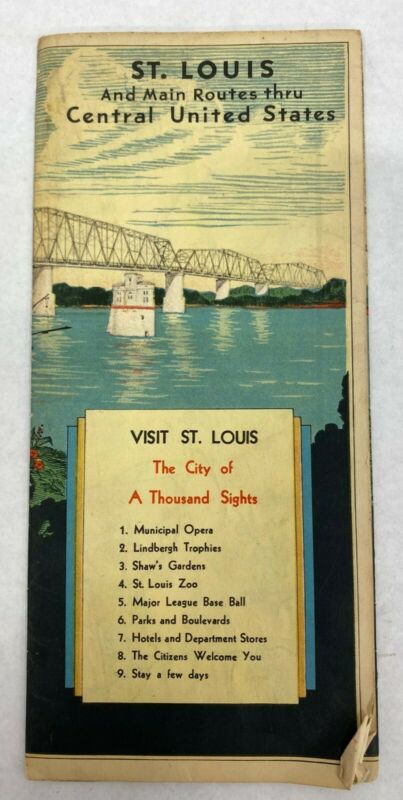 ST. LOUIS
And Main Routes thru
Central United States
VISIT ST. LOUIS
The City of
A Thousand Sights
1. Municipal Opera
2. Lindbergh Trophies
3. Shaw's Gardens
4. St. Louis Zoo
5. Major League Base Ball
6. Parks and Boulevards
7. Hotels and Department Stores
8. The Citizens Welcome You
9. Stay a few days